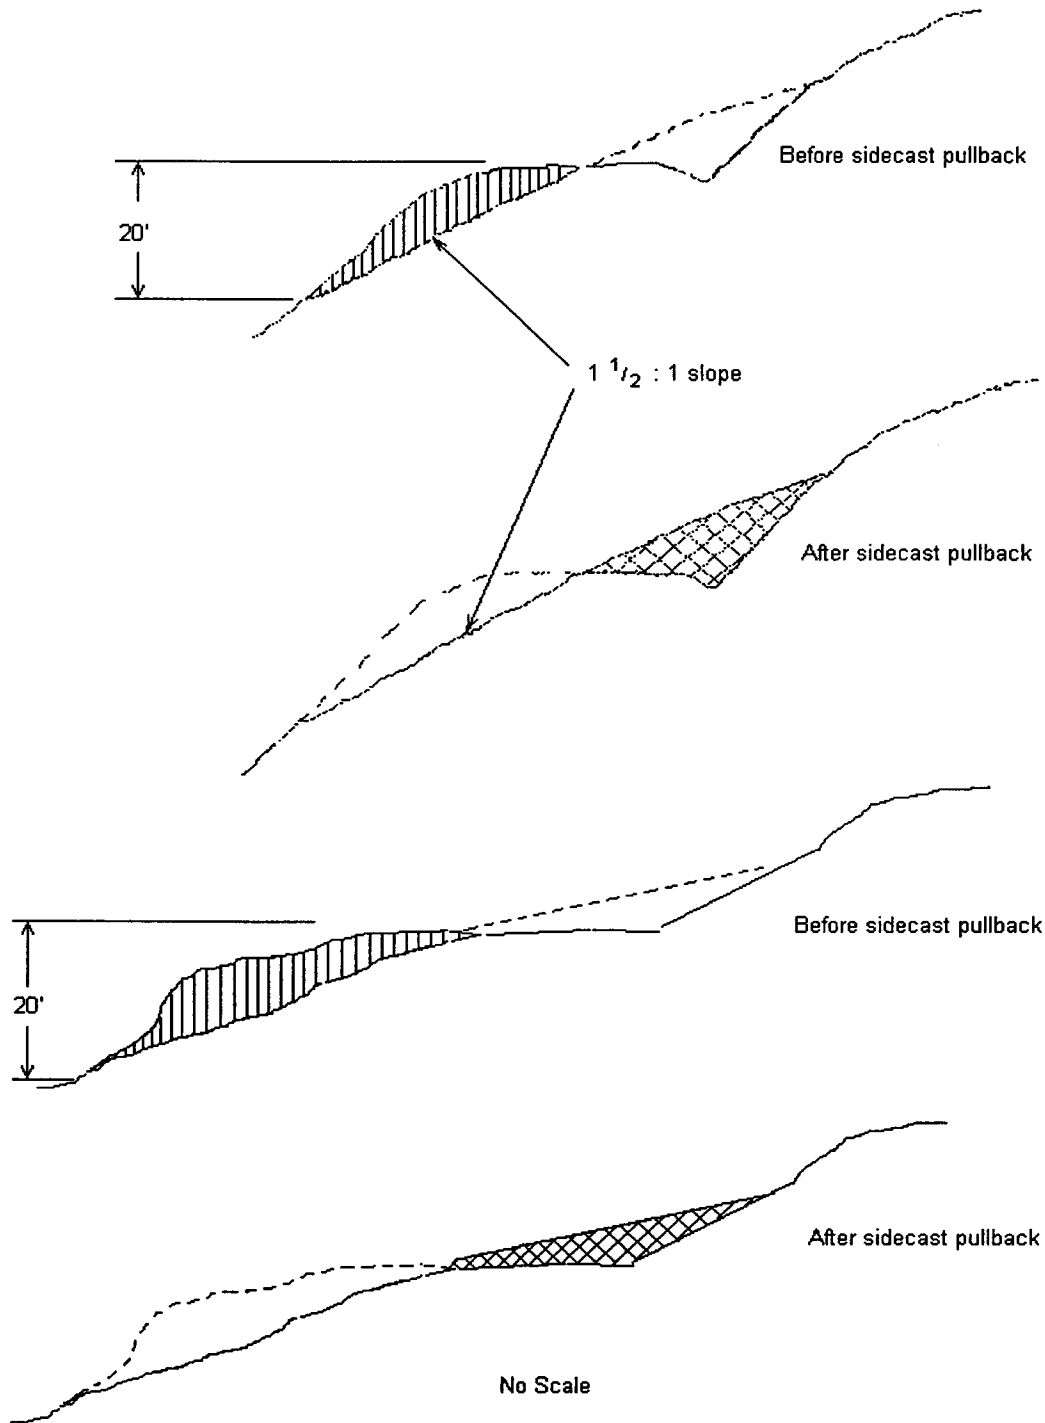 Before sidecast pullback
20'
1 1/2 : 1 slope
After sidecast pullback
Before sidecast pullback
20'
After sidecast pullback
No Scale